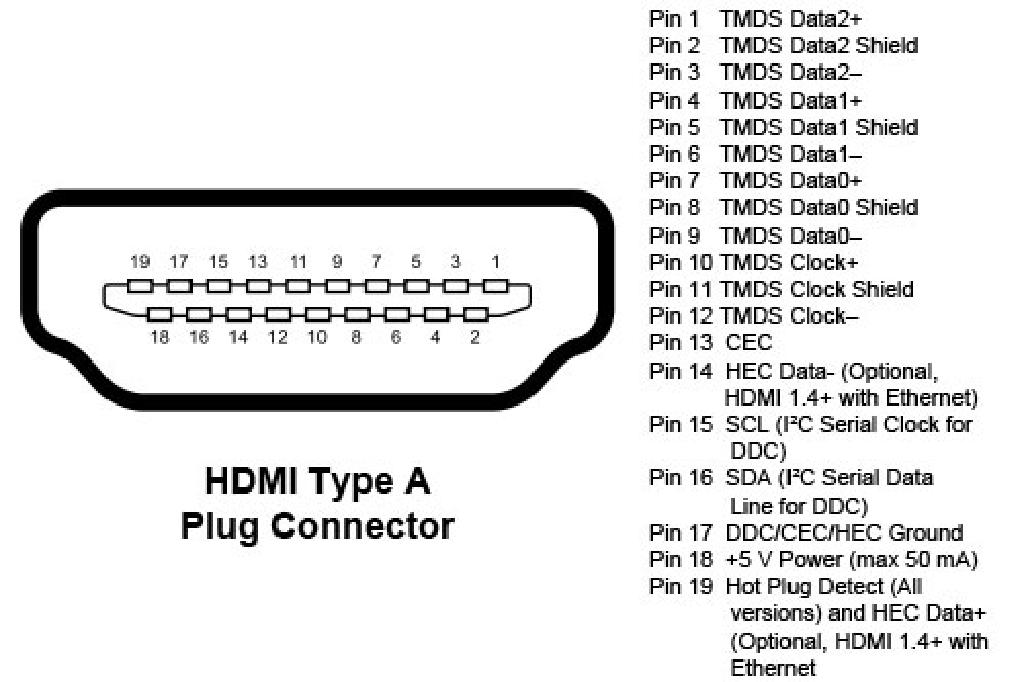 Pin 1 TMDS Data2+
Pin 2 TMDS Data2 Shield
Pin 3 TMDS Data2–
Pin 4 TMDS Data1+
Pin 5 TMDS Data1 Shield
Pin 6 TMDS Data1–
Pin 7 TMDS Data0+
Pin 8 TMDS Data0 Shield
Pin 9 TMDS Data0–
Pin 10 TMDS Clock+
Pin 11 TMDS Clock Shield
Pin 12 TMDS Clock–
Pin 13 CEC
Pin 14 HEC Data- (Optional,
HDMI 1.4+ with Ethernet)
Pin 15 SCL (I²C Serial Clock for
DDC)
Pin 16 SDA (I²C Serial Data
Line for DDC)
Pin 17 DDC/CEC/HEC Ground
Pin 18 +5 V Power (max 50 mA)
Pin 19 Hot Plug Detect (All
versions) and HEC Data+
(Optional, HDMI 1.4+ with
Ethernet
19 17 15 13 11 9 7 5 3 1
18 16 14 12 10 8 6 4 2
HDMI Type A
Plug Connector